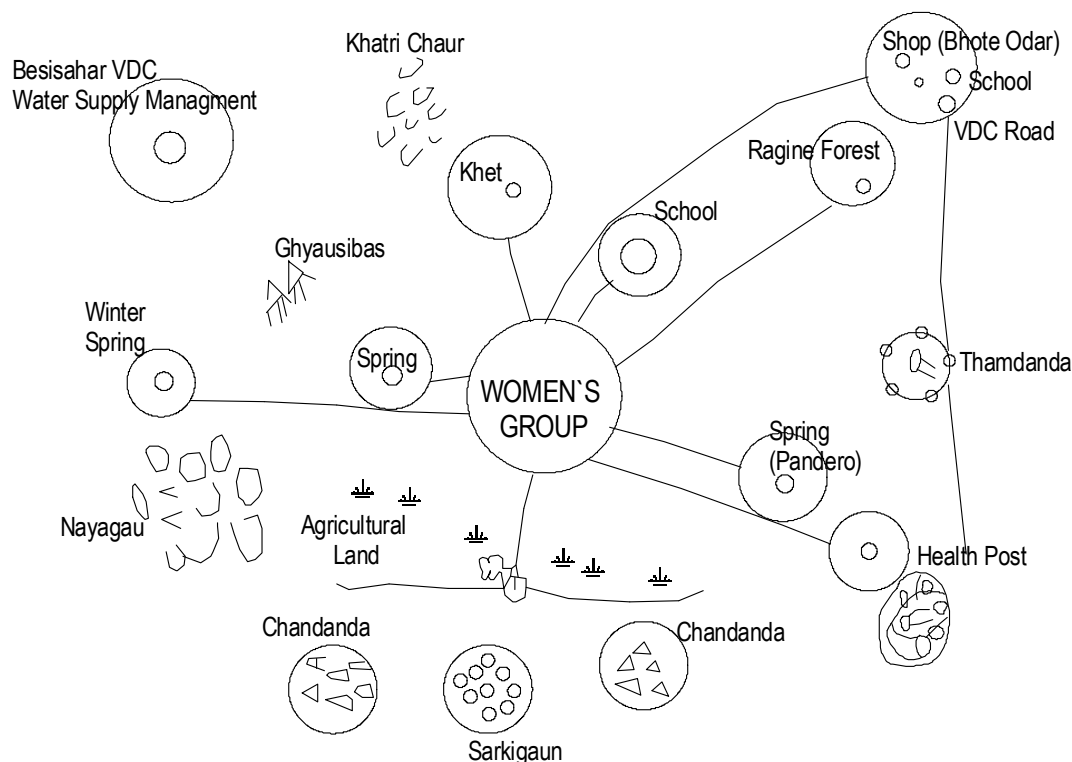 Khatri Chaur
Shop (Bhote Odar)
School
VDC Road
Besisahar VDC
Water Supply Managment
Khet
Ragine Forest
School
Ghyausibas
Winter
Spring
Spring
WOMEN`S
GROUP
Thamdanda
Spring
(Pandero)
Nayagau
Agricultural
Land
Health Post
Chandanda
Chandanda
Sarkigaun